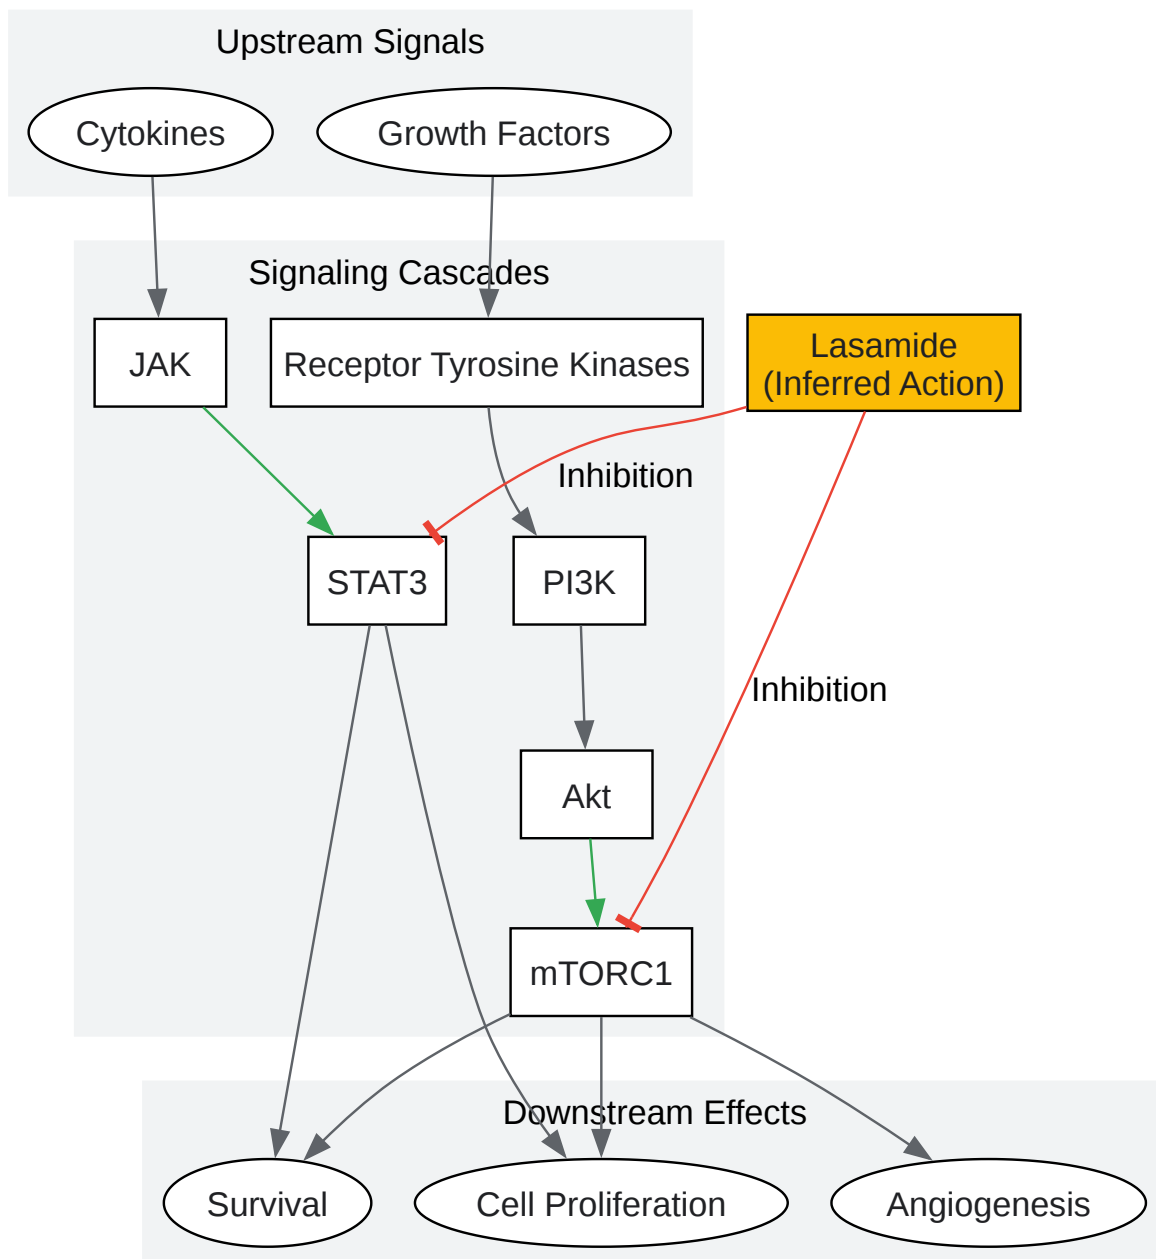 Upstream Signals
Cytokines
Growth Factors
Signaling Cascades
JAK
Receptor Tyrosine Kinases
Lasamide
(Inferred Action)
Inhibition
STAT3
PI3K
Inhibition
Akt
mTORC1
Downstream Effects
Survival
Cell Proliferation
Angiogenesis